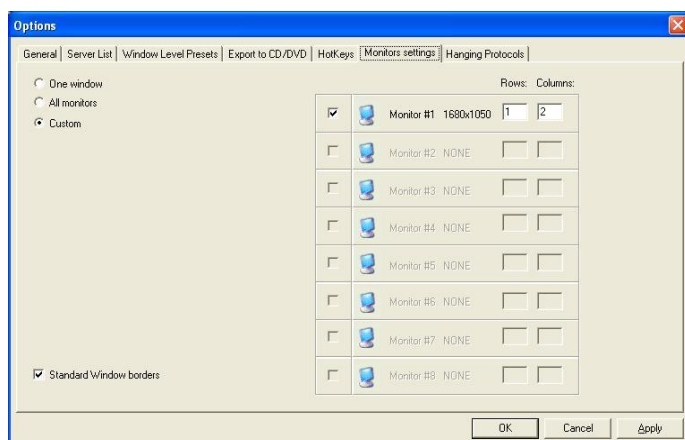 Options
General Server List Window Level Presets Export to CD/DVD HotKeys Monitors settings Hanging Protocols
One window
All monitors
Custom
Rows: Columns:
Monitor #1 1680x1050 1 2
Monitor #2 NONE
Monitor #3 NONE
Monitor #4 NONE
Monitor #5 NONE
Monitor #6 NONE
Monitor #7 NONE
Monitor #8 NONE
Standard Window borders
OK Cancel Apply